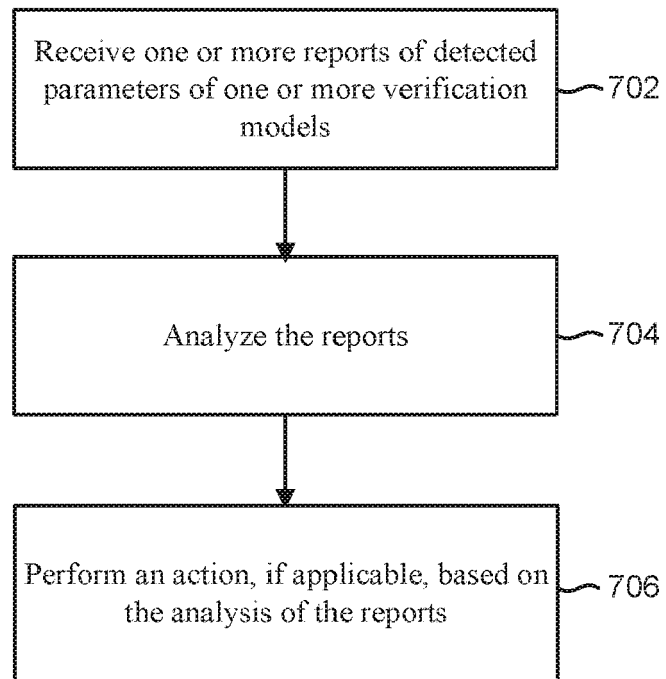 Receive one or more reports of detected
parameters of one or more verification
models
702
Analyze the reports
704
Perform an action, if applicable, based on
the analysis of the reports
706